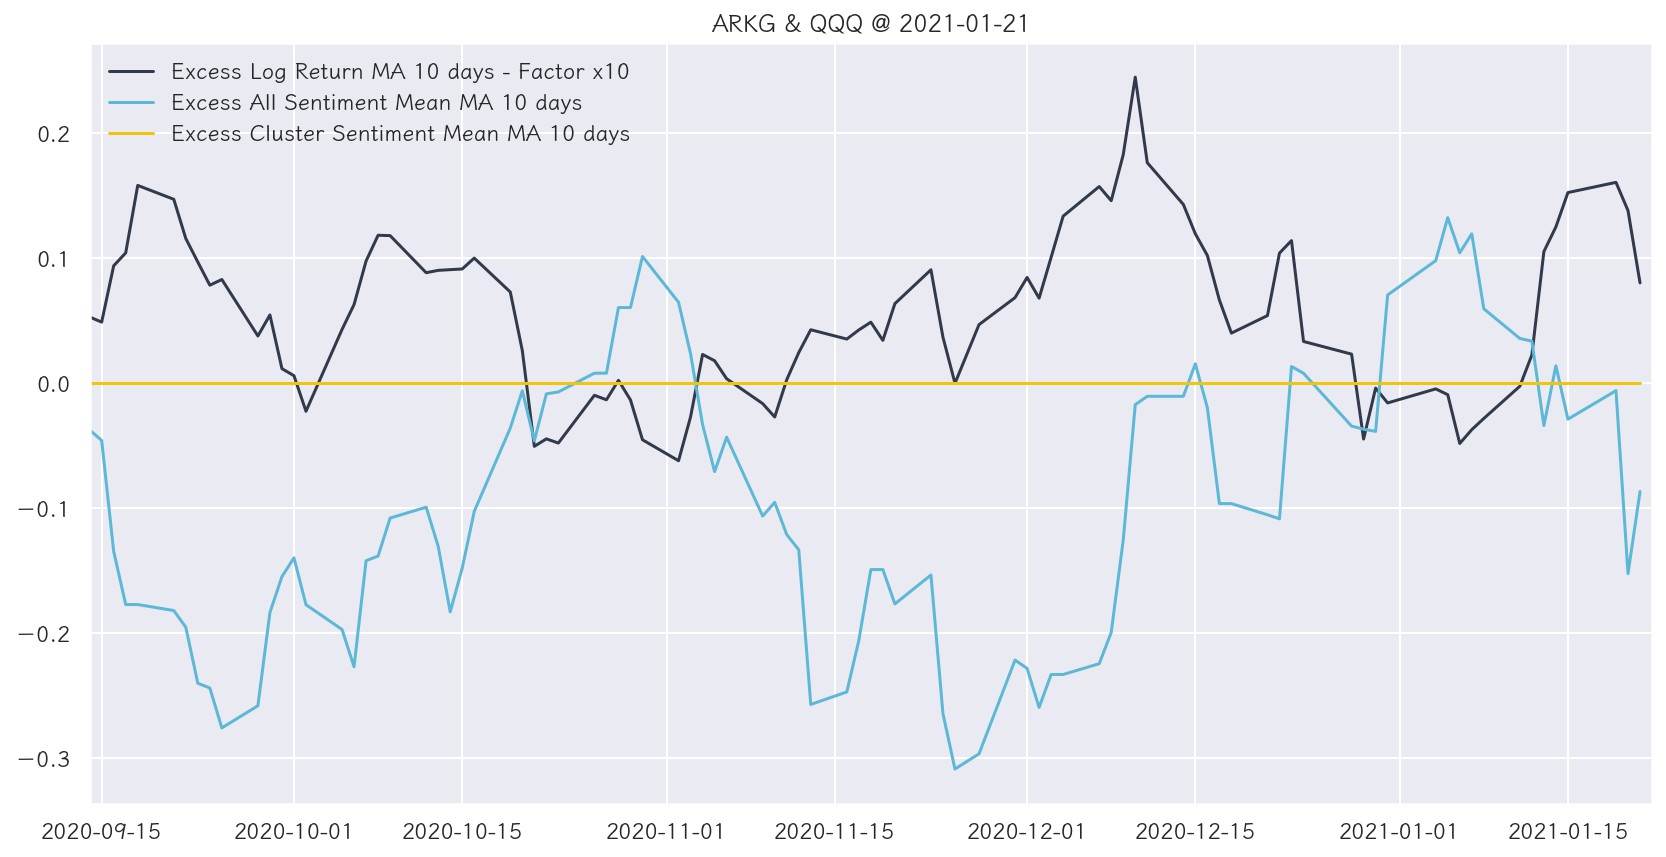 ARKG & QQQ @ 2021-01-21
Excess Log Return MA 10 days - Factor x10
Excess All Sentiment Mean MA 10 days
Excess Cluster Sentiment Mean MA 10 days
0.2
0.1
0.0
−0.1
−0.2
−0.3
2020-09-15 2020-10-01 2020-10-15 2020-11-01 2020-11-15 2020-12-01 2020-12-15 2021-01-01 2021-01-15